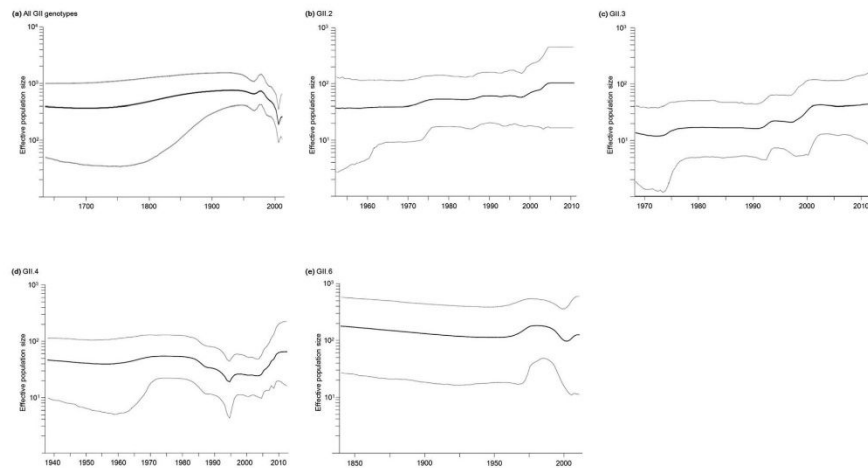 (a) All GII genotypes
10⁴
10³
10²
Effective population size
1700 1800 1900 2000
(b) GII.2
10³
10²
10¹
Effective population size
1960 1970 1980 1990 2000 2010
(c) GII.3
10³
10²
10¹
Effective population size
1970 1980 1990 2000 2010
(d) GII.4
10³
10²
10¹
Effective population size
1940 1950 1960 1970 1980 1990 2000 2010
(e) GII.6
10³
10²
10¹
Effective population size
1850 1900 1950 2000